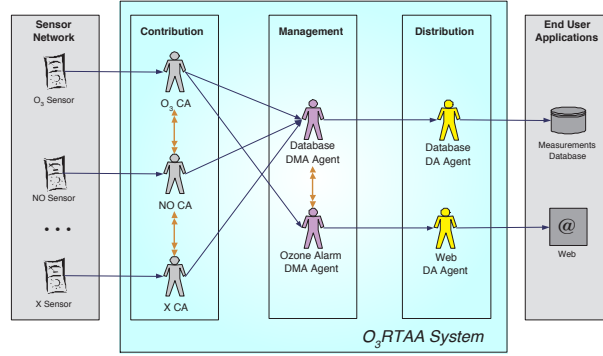 Sensor
Network
Contribution
Management
Distribution
End User
Applications
O₃ Sensor
O₃ CA
Database
DMA Agent
Database
DA Agent
Measurements
Database
NO Sensor
NO CA
• • •
Ozone Alarm
DMA Agent
Web
DA Agent
@
Web
X Sensor
X CA
O₃RTAA System